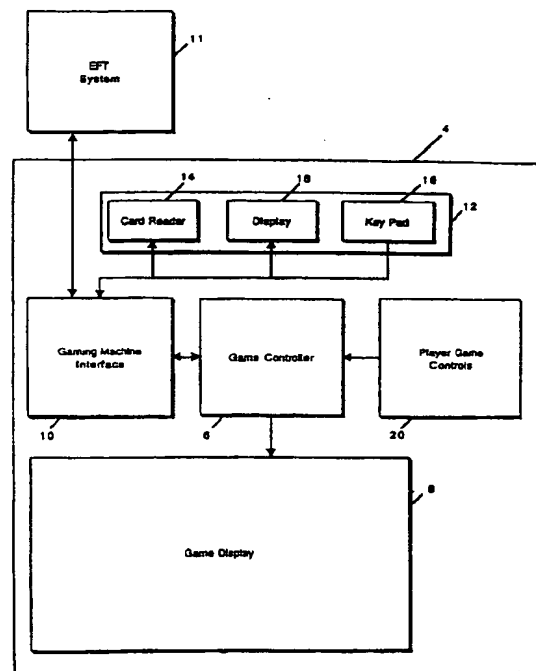 EFT
System
11
4
14
18
16
Card Reader
Display
Key Pad
12
Gaming Machine
Interface
Game Controller
Player Game
Controls
10
6
20
8
Game Display